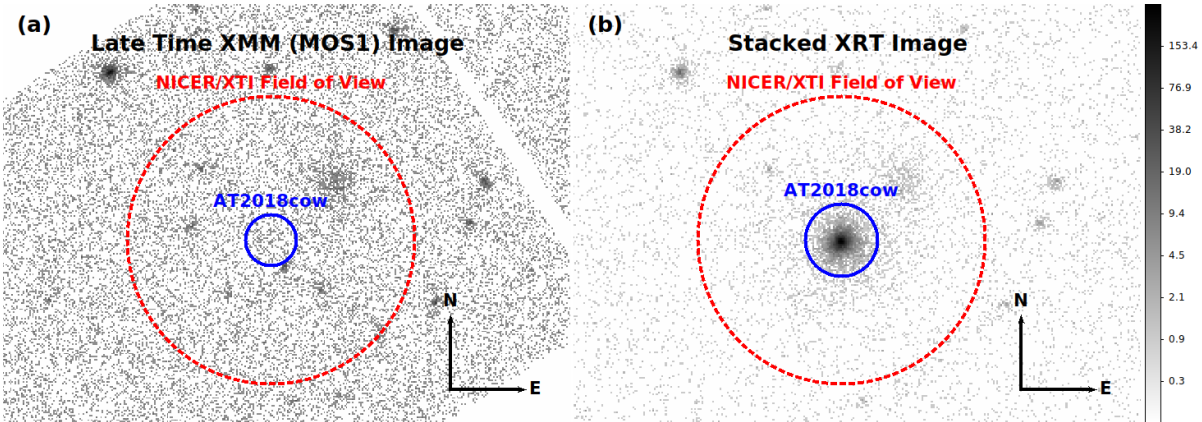 (a)
Late Time XMM (MOS1) Image
NICER/XTI Field of View
AT2018cow
N
E
(b)
Stacked XRT Image
NICER/XTI Field of View
AT2018cow
N
E
153.4
76.9
38.2
19.0
9.4
4.5
2.1
0.9
0.3